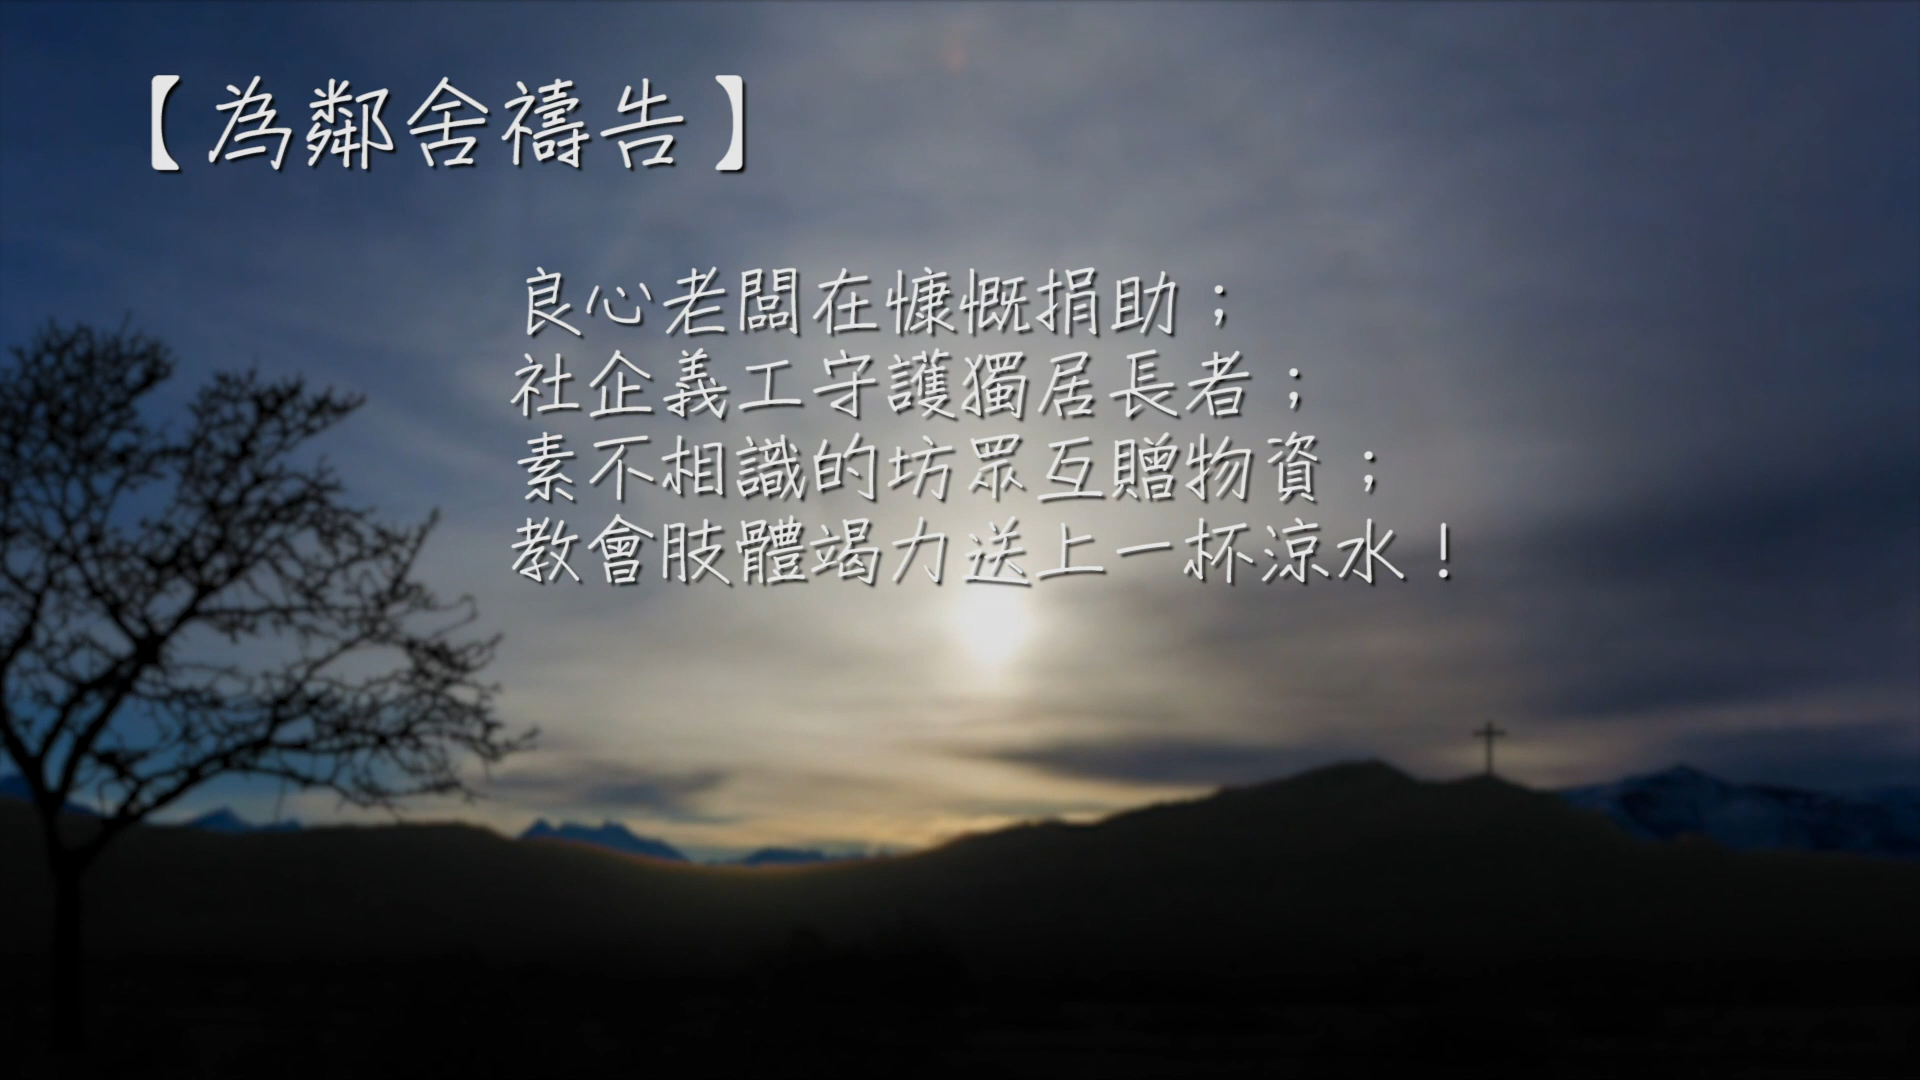 【為鄰舍禱告】
良心老闆在慷慨捐助；
社企義工守護獨居長者；
素不相識的坊眾互贈物資；
教會肢體竭力送上一杯涼水！